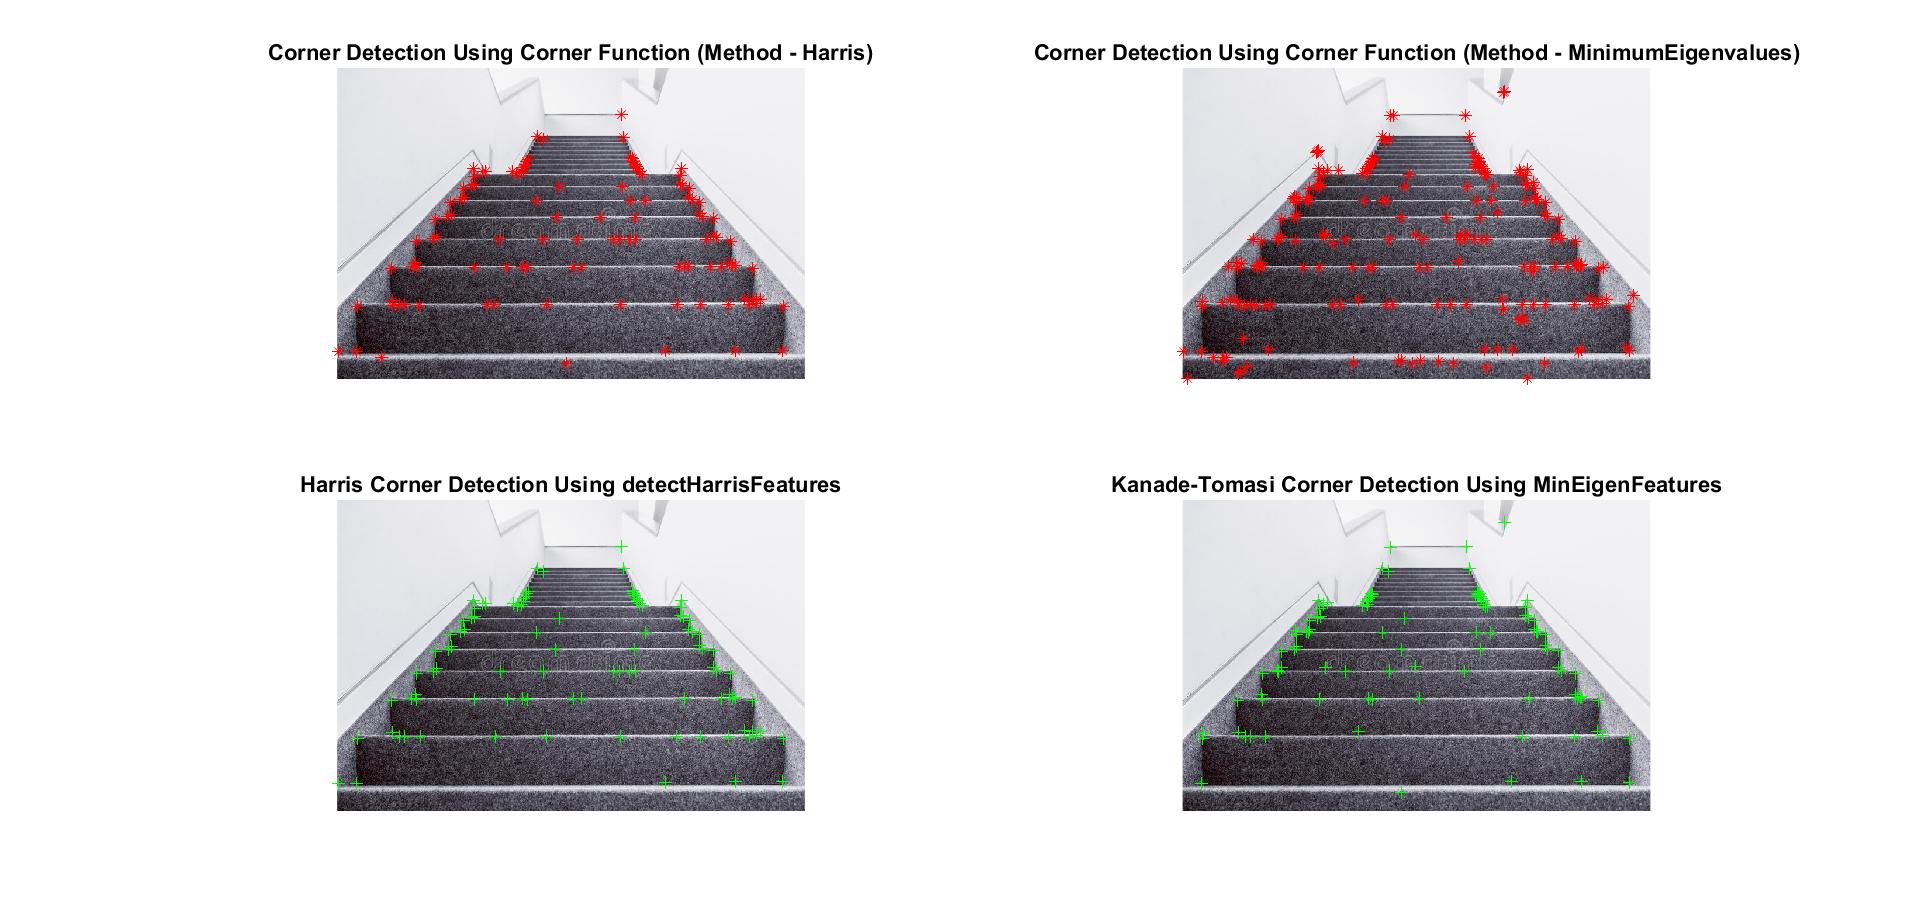 Corner Detection Using Corner Function (Method - Harris)
Corner Detection Using Corner Function (Method - MinimumEigenvalues)
Harris Corner Detection Using detectHarrisFeatures
Kanade-Tomasi Corner Detection Using MinEigenFeatures